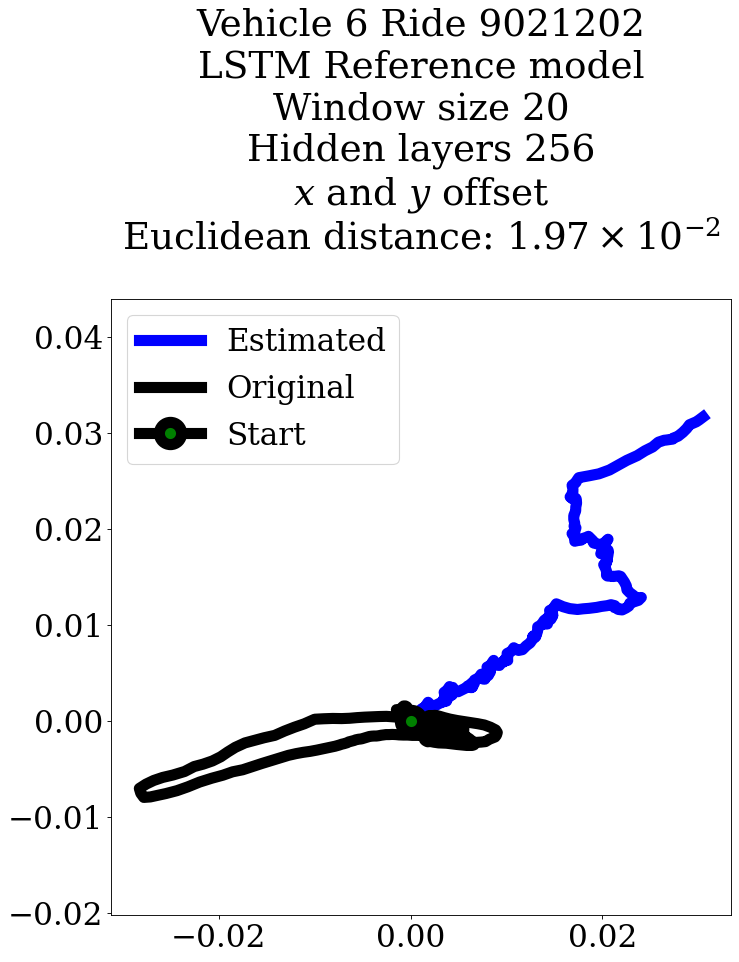 Vehicle 6 Ride 9021202
LSTM Reference model
Window size 20
Hidden layers 256
x and y offset
Euclidean distance: 1.97 × 10⁻²
Estimated
Original
Start
0.04
0.03
0.02
0.01
0.00
−0.01
−0.02
−0.02 0.00 0.02